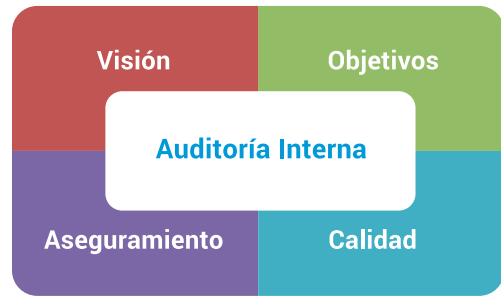 Visión
Objetivos
Auditoría Interna
Aseguramiento
Calidad